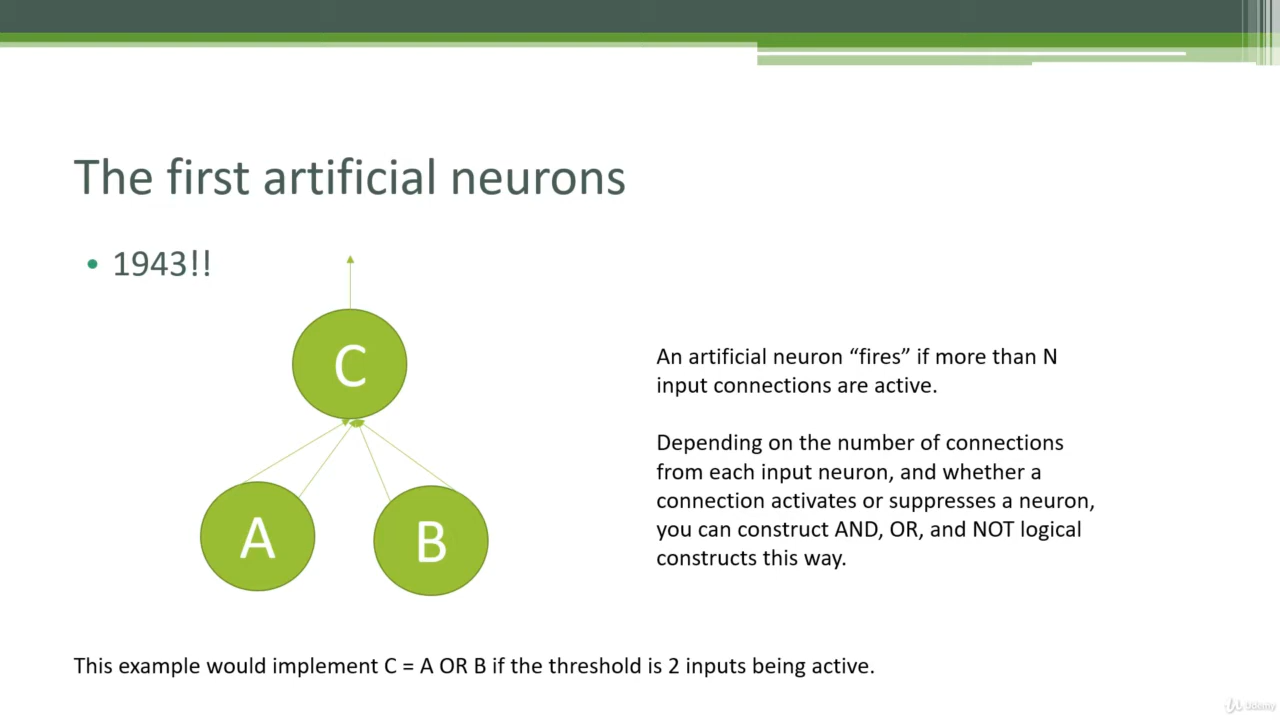 The first artificial neurons
• 1943!!
C
A
B
An artificial neuron “fires” if more than N
input connections are active.
Depending on the number of connections
from each input neuron, and whether a
connection activates or suppresses a neuron,
you can construct AND, OR, and NOT logical
constructs this way.
This example would implement C = A OR B if the threshold is 2 inputs being active.
Udemy